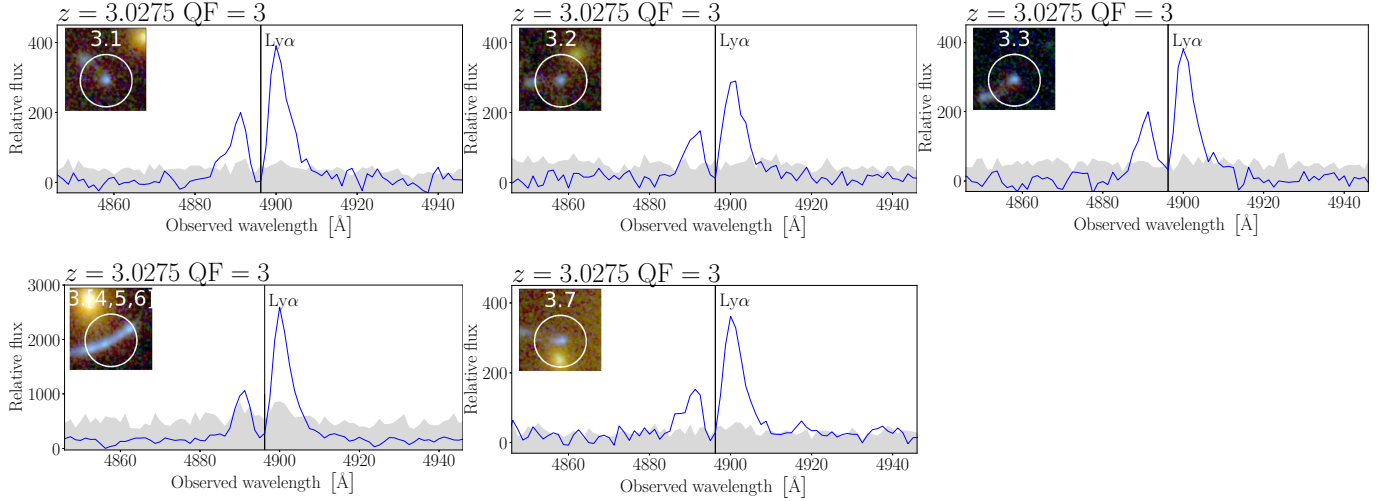 z = 3.0275 QF = 3
z = 3.0275 QF = 3
z = 3.0275 QF = 3
400
200
0
Relative flux
3.1
Lyα
4860 4880 4900 4920 4940
Observed wavelength [Å]
400
200
0
Relative flux
3.2
Lyα
4860 4880 4900 4920 4940
Observed wavelength [Å]
400
200
0
Relative flux
3.3
Lyα
4860 4880 4900 4920 4940
Observed wavelength [Å]
z = 3.0275 QF = 3
z = 3.0275 QF = 3
3000
2000
1000
0
Relative flux
3.[4,5,6]
Lyα
4860 4880 4900 4920 4940
Observed wavelength [Å]
400
200
0
Relative flux
3.7
Lyα
4860 4880 4900 4920 4940
Observed wavelength [Å]